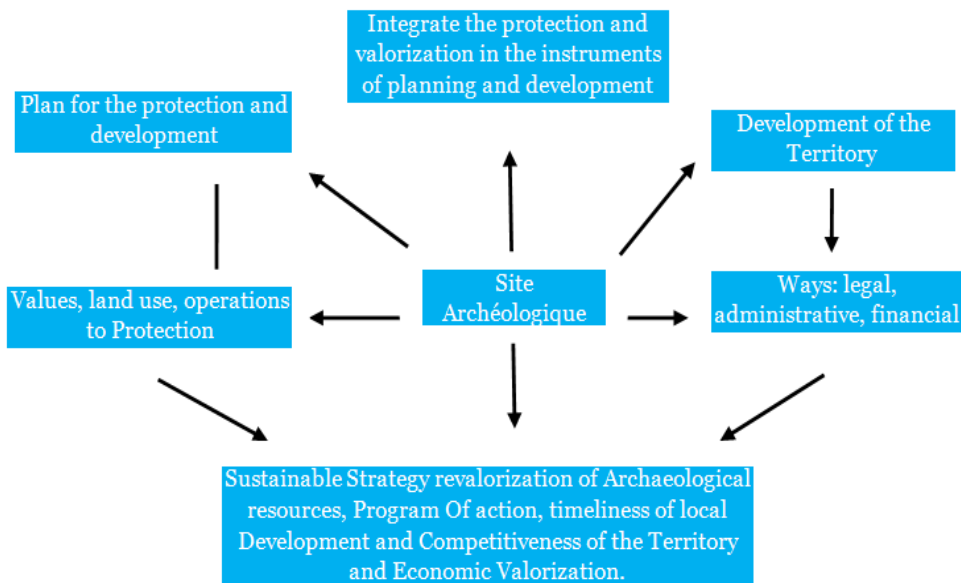 Integrate the protection and
valorization in the instruments
of planning and development
Plan for the protection and
development
Development of the
Territory
Values, land use, operations
to Protection
Site
Archéologique
Ways: legal,
administrative, financial
Sustainable Strategy revalorization of Archaeological
resources, Program Of action, timeliness of local
Development and Competitiveness of the Territory
and Economic Valorization.